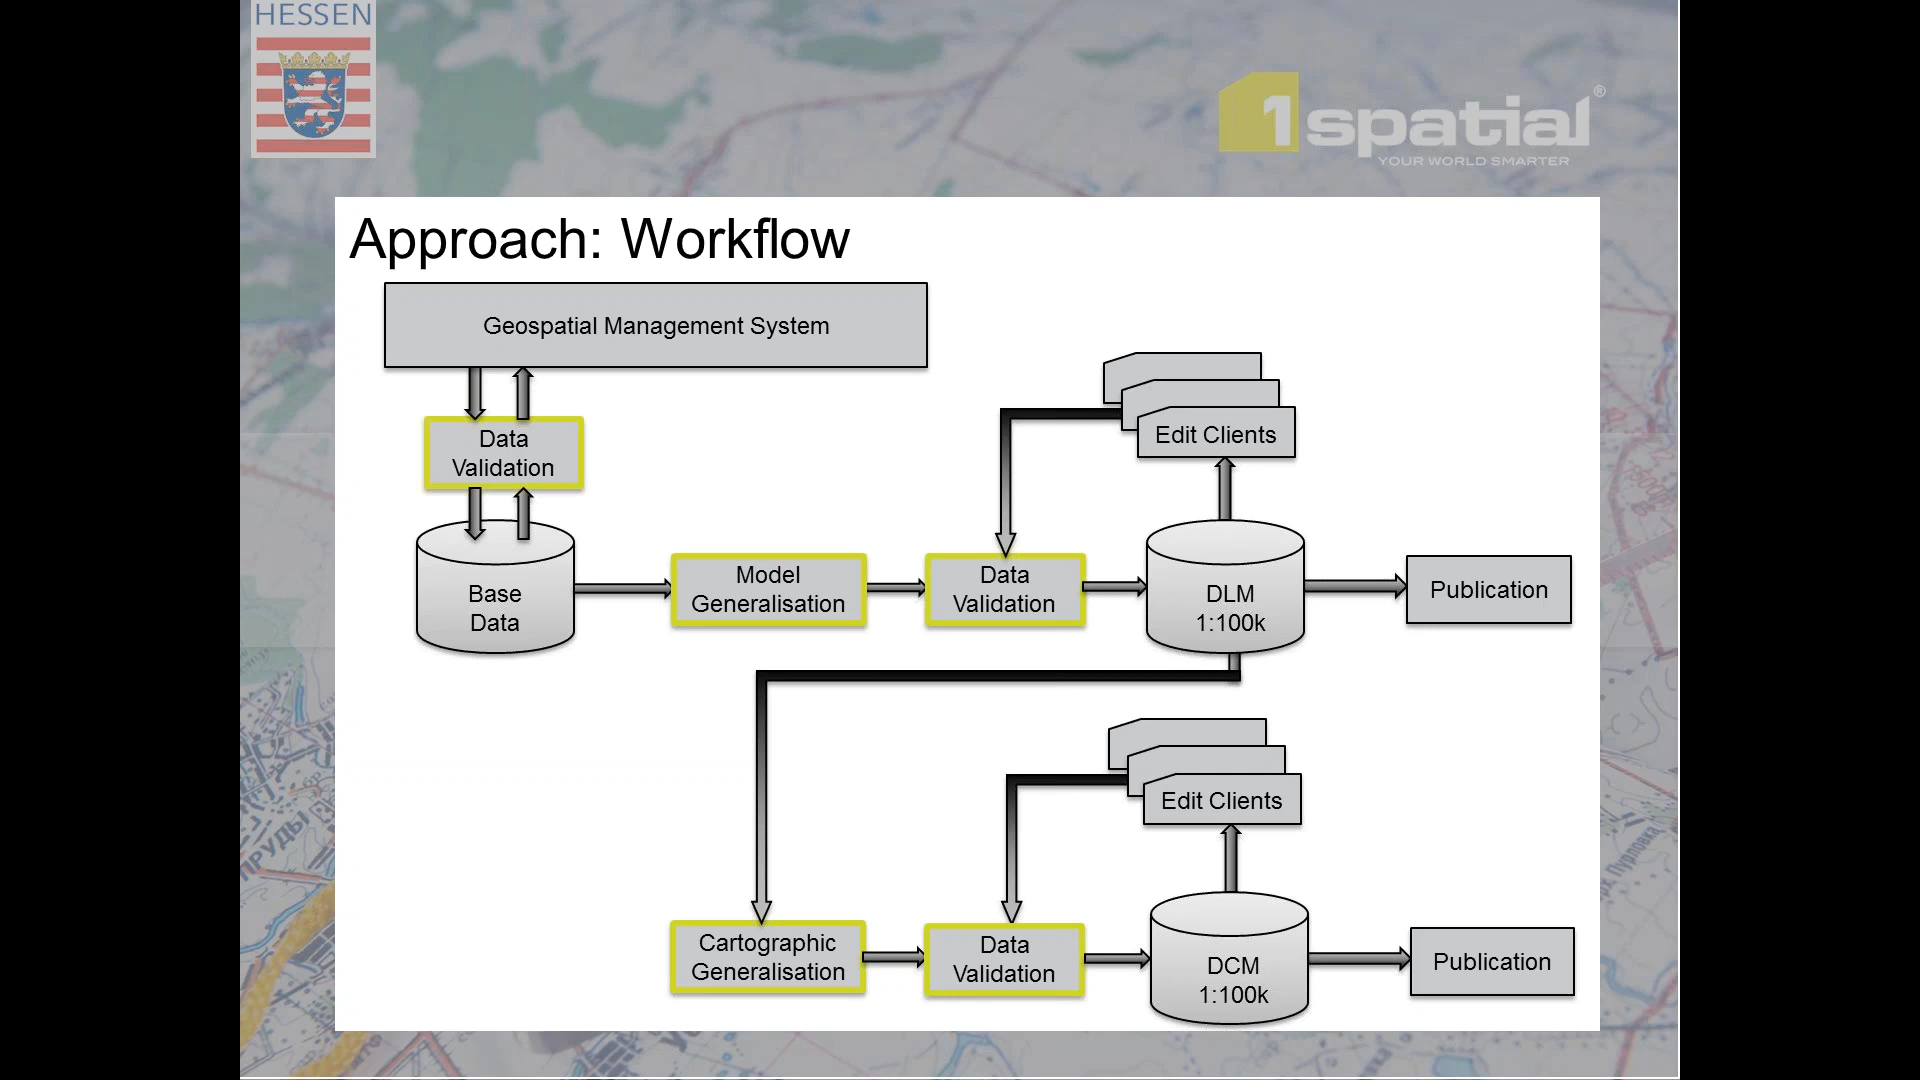 HESSEN
1spatial®
YOUR WORLD SMARTER
Approach: Workflow
Geospatial Management System
Data
Validation
Edit Clients
Base
Data
Model
Generalisation
Data
Validation
DLM
1:100k
Publication
Edit Clients
Cartographic
Generalisation
Data
Validation
DCM
1:100k
Publication
ПРУДЫ